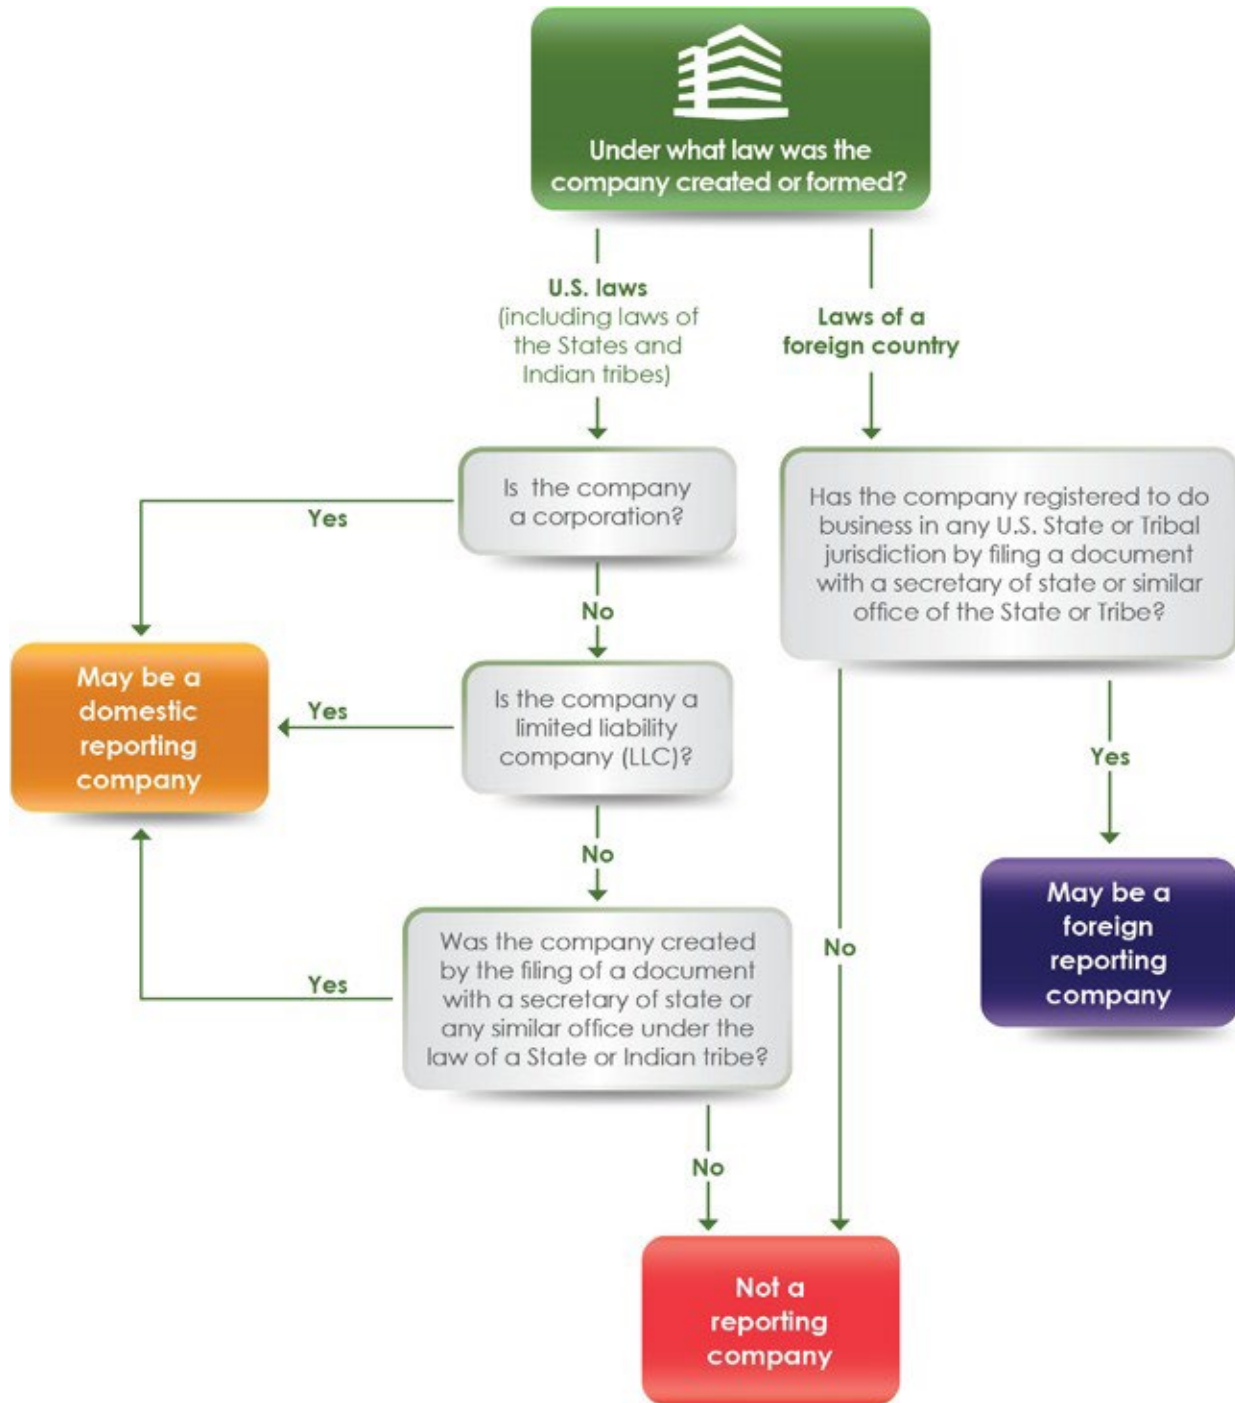 Under what law was the
company created or formed?
U.S. laws
(including laws of
the States and
Indian tribes)
Laws of a
foreign country
Is the company
a corporation?
Yes
No
Has the company registered to do
business in any U.S. State or Tribal
jurisdiction by filing a document
with a secretary of state or similar
office of the State or Tribe?
May be a
domestic
reporting
company
Yes
Is the company a
limited liability
company (LLC)?
No
Yes
May be a
foreign
reporting
company
Was the company created
by the filing of a document
with a secretary of state or
any similar office under the
law of a State or Indian tribe?
Yes
No
No
Not a
reporting
company